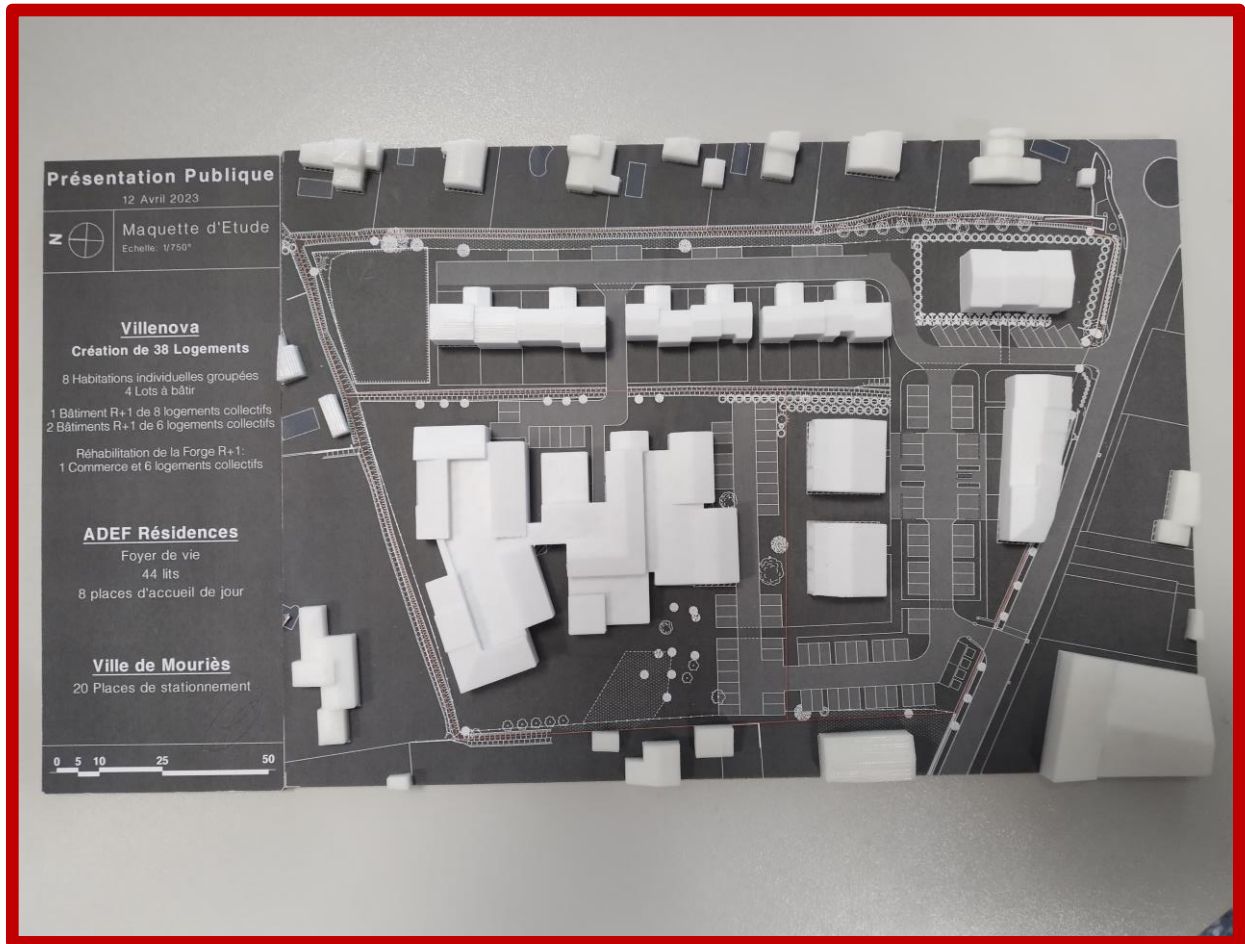 Présentation Publique
12 Avril 2023
N
Maquette d'Etude
Echelle: 1/750°
Villenova
Création de 38 Logements
8 Habitations individuelles groupées
4 Lots à bâtir
1 Bâtiment R+1 de 8 logements collectifs
2 Bâtiments R+1 de 6 logements collectifs
Réhabilitation de la Forge R+1:
1 Commerce et 6 logements collectifs
ADEF Résidences
Foyer de vie
44 lits
8 places d'accueil de jour
Ville de Mouriès
20 Places de stationnement
0 5 10 25 50